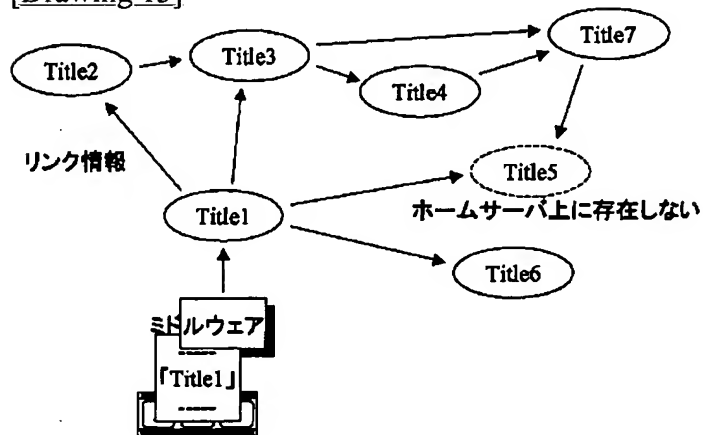 [Drawing 15]
Title7
Title3
Title2
Title4
リンク情報
Title5
Title1
ホームサーバ上に存在しない
Title6
ミドルウェア
「Title1」